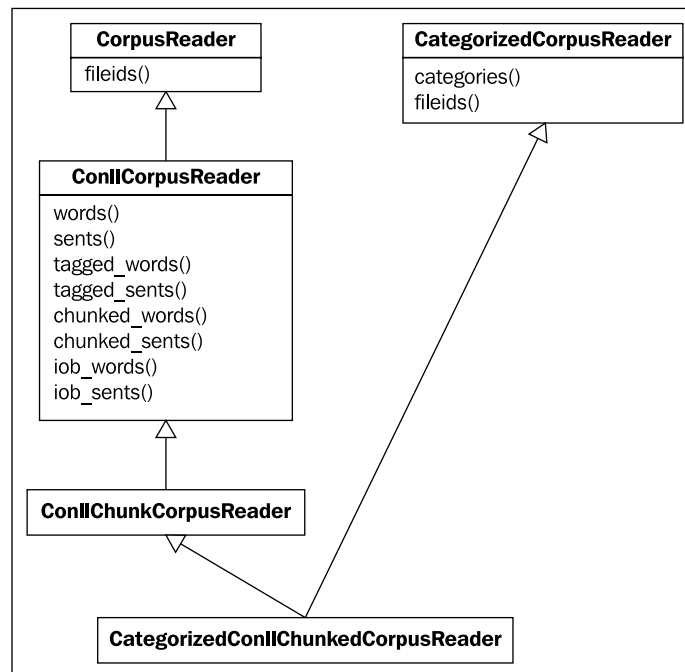 CorpusReader
fileids()
CategorizedCorpusReader
categories()
fileids()
ConllCorpusReader
words()
sents()
tagged_words()
tagged_sents()
chunked_words()
chunked_sents()
iob_words()
iob_sents()
ConllChunkCorpusReader
CategorizedConllChunkedCorpusReader